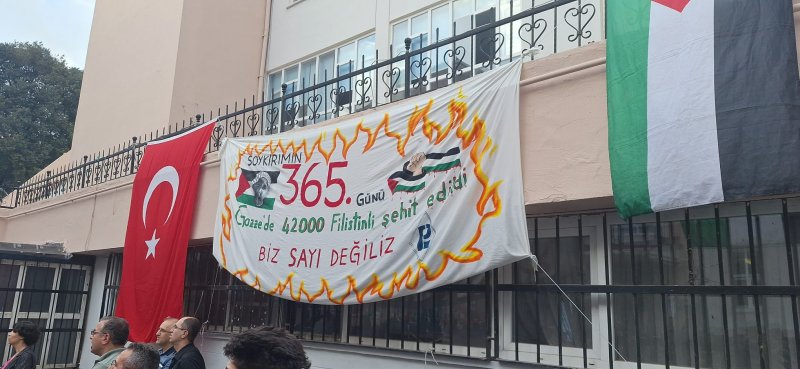 SOYKIRIMIN
365. GÜNÜ
Gazze'de 42000 Filistinli şehit edildi
BİZ SAYI DEĞİLİZ